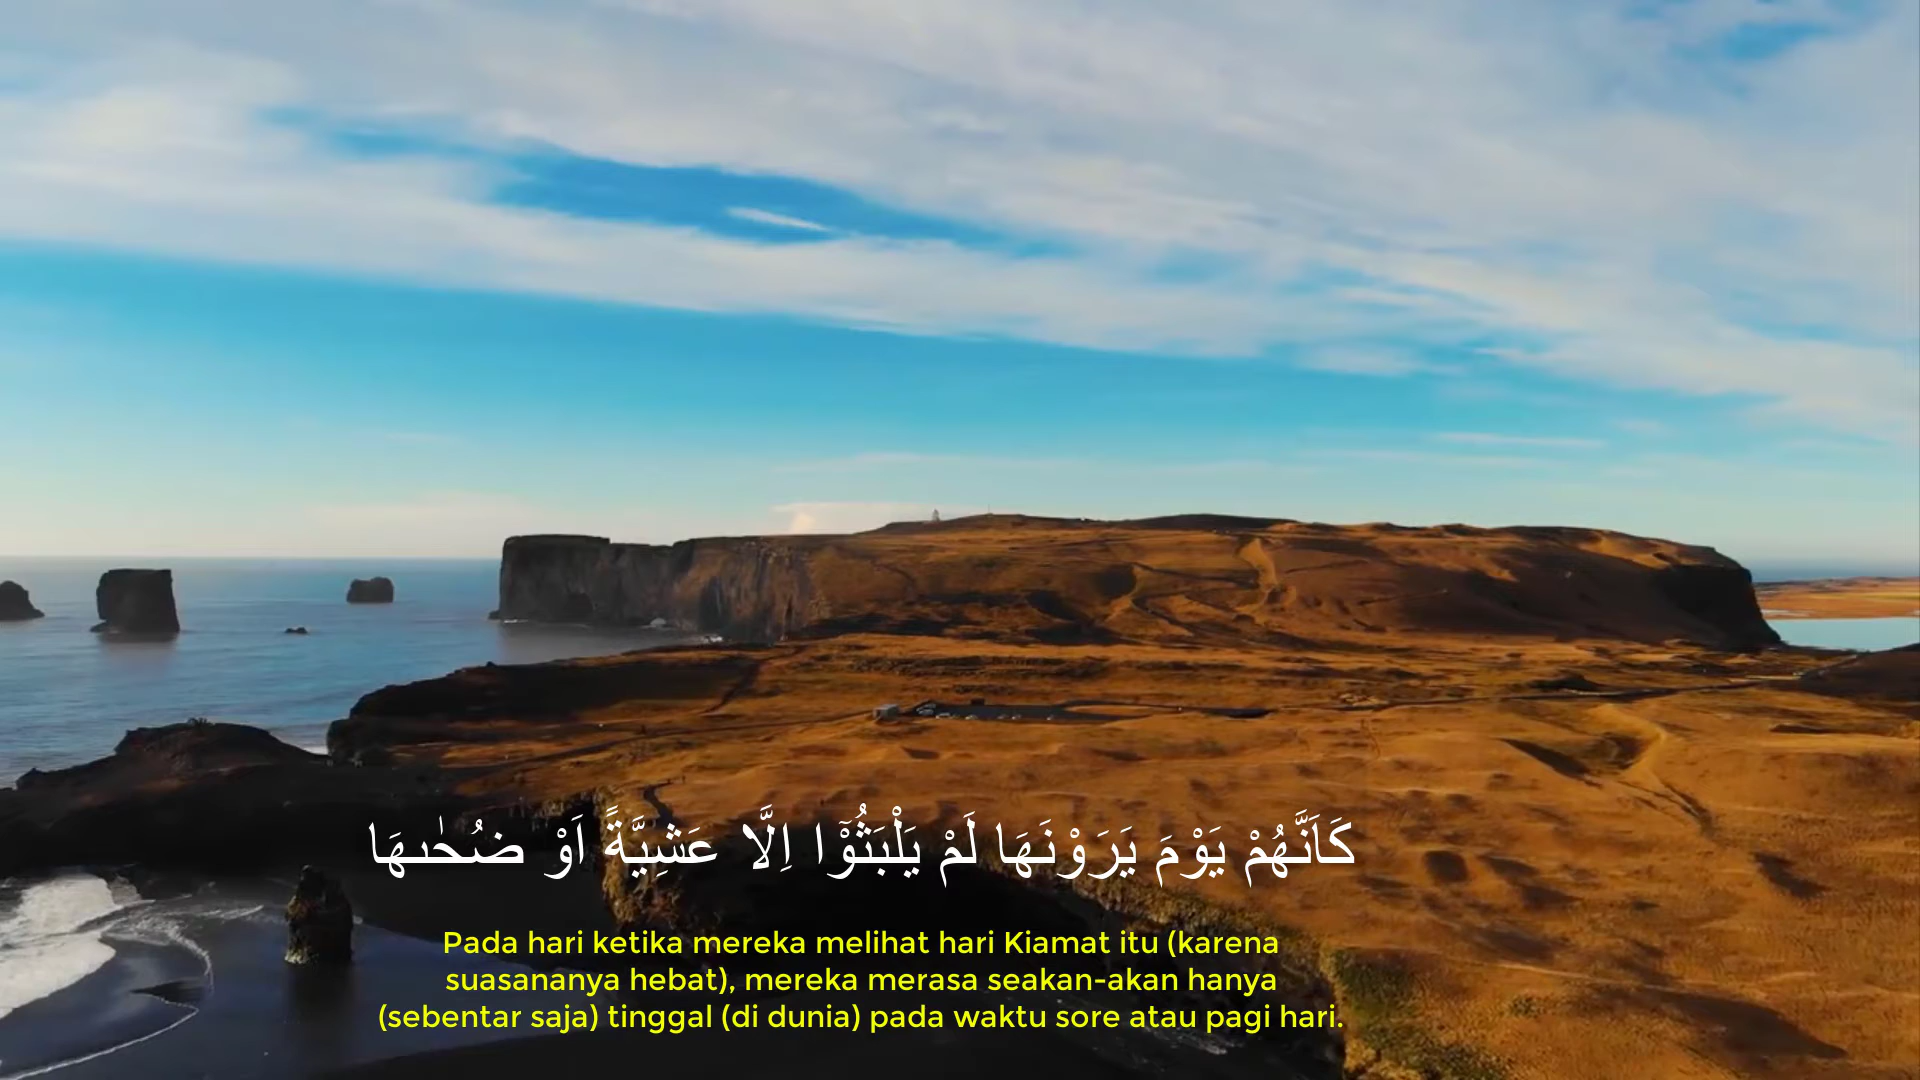 كَاَنَّهُمْ يَوْمَ يَرَوْنَهَا لَمْ يَلْبَثُوْٓا اِلَّا عَشِيَّةً اَوْ ضُحٰىهَا
Pada hari ketika mereka melihat hari Kiamat itu (karena
suasananya hebat), mereka merasa seakan-akan hanya
(sebentar saja) tinggal (di dunia) pada waktu sore atau pagi hari.